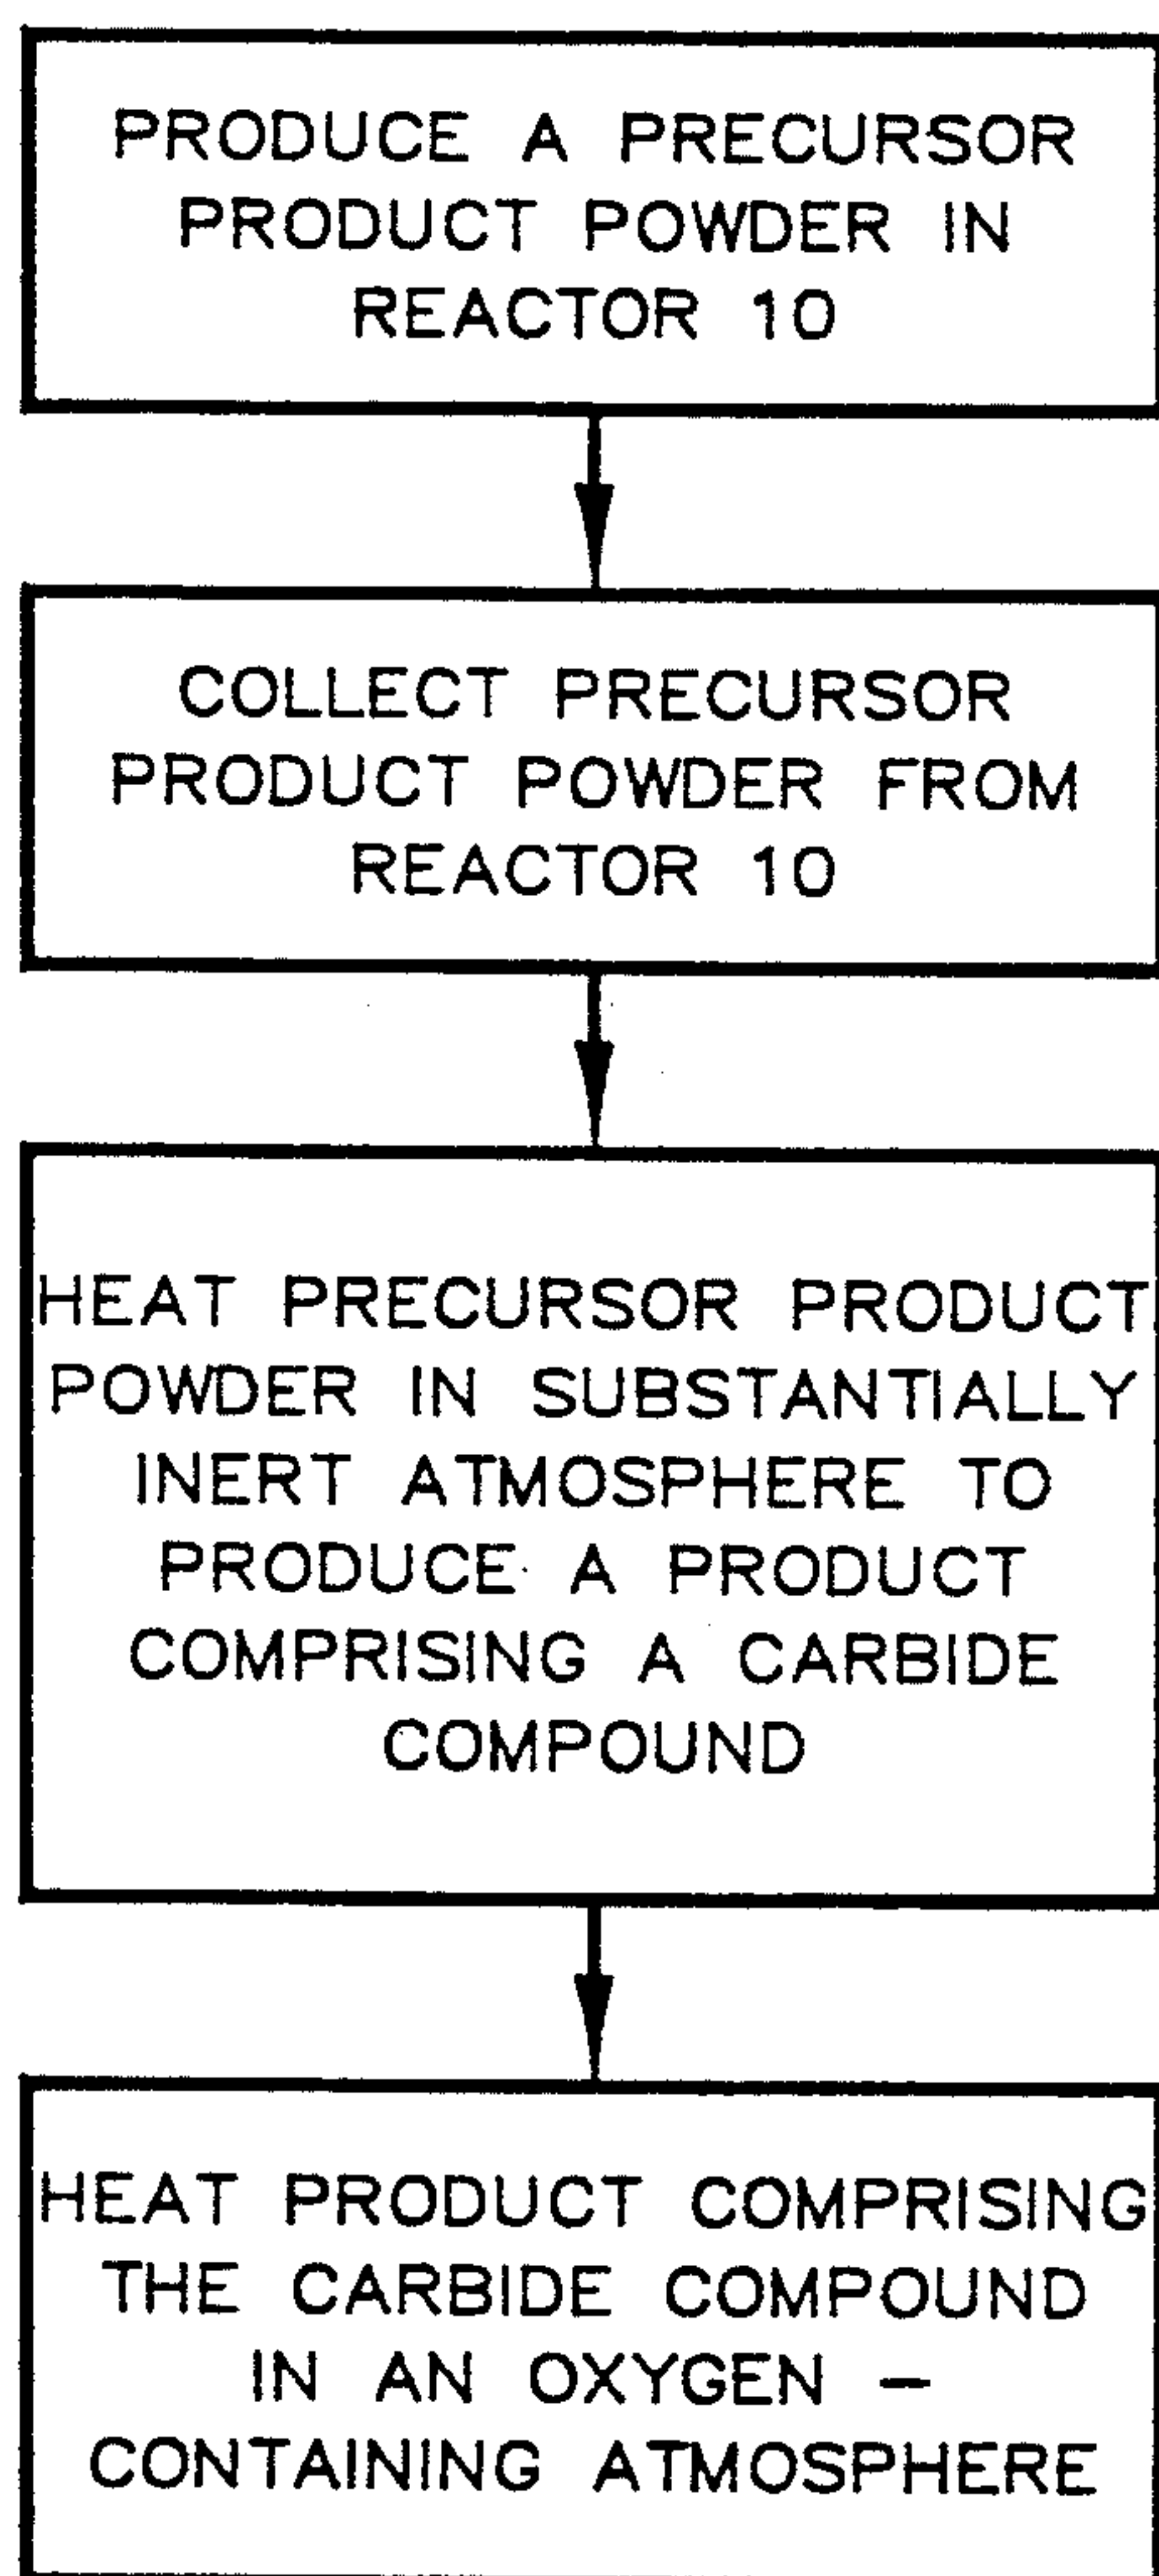 PRODUCE A PRECURSOR
PRODUCT POWDER IN
REACTOR 10
COLLECT PRECURSOR
PRODUCT POWDER FROM
REACTOR 10
HEAT PRECURSOR PRODUCT
POWDER IN SUBSTANTIALLY
INERT ATMOSPHERE TO
PRODUCE A PRODUCT
COMPRISING A CARBIDE
COMPOUND
HEAT PRODUCT COMPRISING
THE CARBIDE COMPOUND
IN AN OXYGEN –
CONTAINING ATMOSPHERE